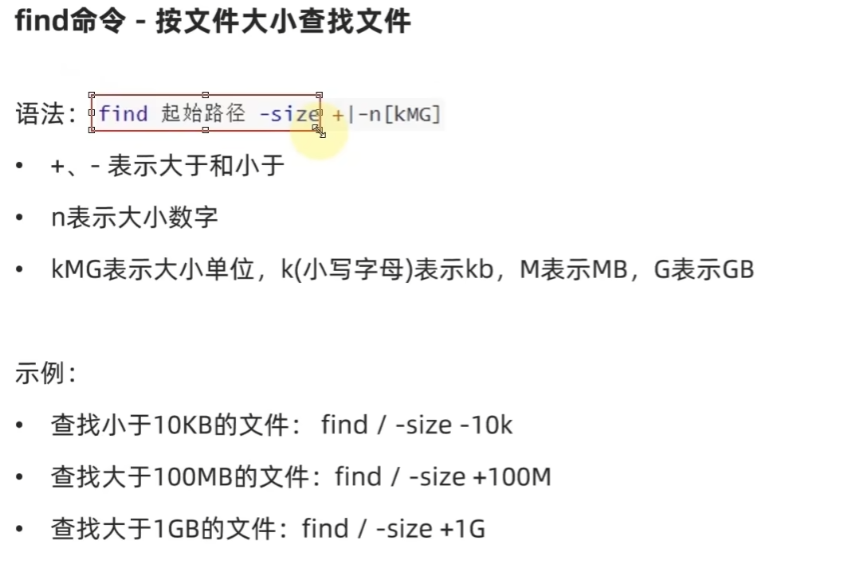 find命令 - 按文件大小查找文件
语法：find 起始路径 -size +|-n[kMG]
• +、- 表示大于和小于
• n表示大小数字
• kMG表示大小单位，k(小写字母)表示kb，M表示MB，G表示GB
示例：
• 查找小于10KB的文件： find / -size -10k
• 查找大于100MB的文件：find / -size +100M
• 查找大于1GB的文件：find / -size +1G